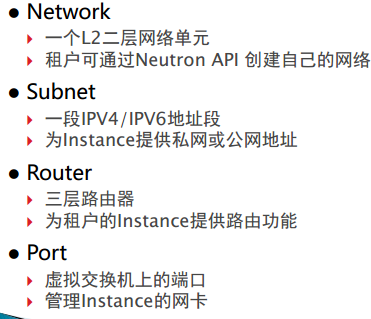 ● Network
▸ 一个L2二层网络单元
▸ 租户可通过Neutron API 创建自己的网络
● Subnet
▸ 一段IPV4/IPV6地址段
▸ 为Instance提供私网或公网地址
● Router
▸ 三层路由器
▸ 为租户的Instance提供路由功能
● Port
▸ 虚拟交换机上的端口
▸ 管理Instance的网卡